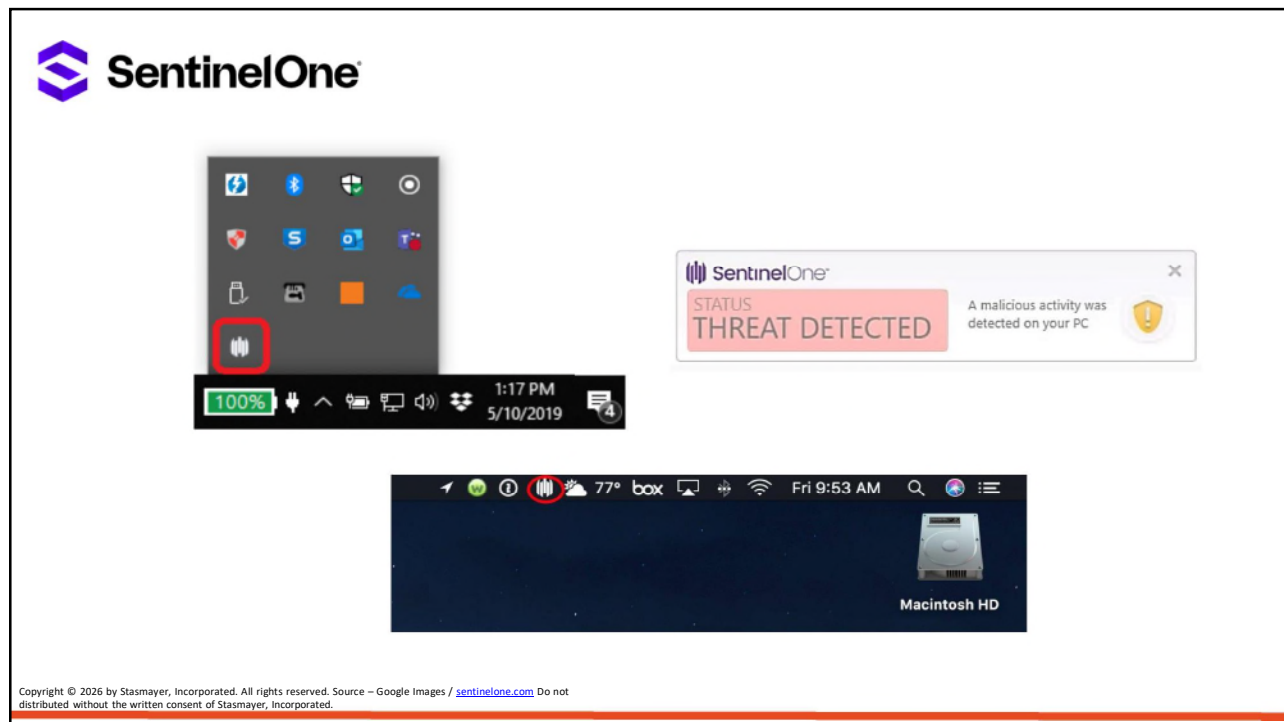 SentinelOne
100%
1:17 PM
5/10/2019
4
SentinelOne
STATUS
THREAT DETECTED
A malicious activity was
detected on your PC
77° box Fri 9:53 AM
Macintosh HD
Copyright © 2026 by Stasmayer, Incorporated. All rights reserved. Source – Google Images / sentinelone.com Do not
distributed without the written consent of Stasmayer, Incorporated.